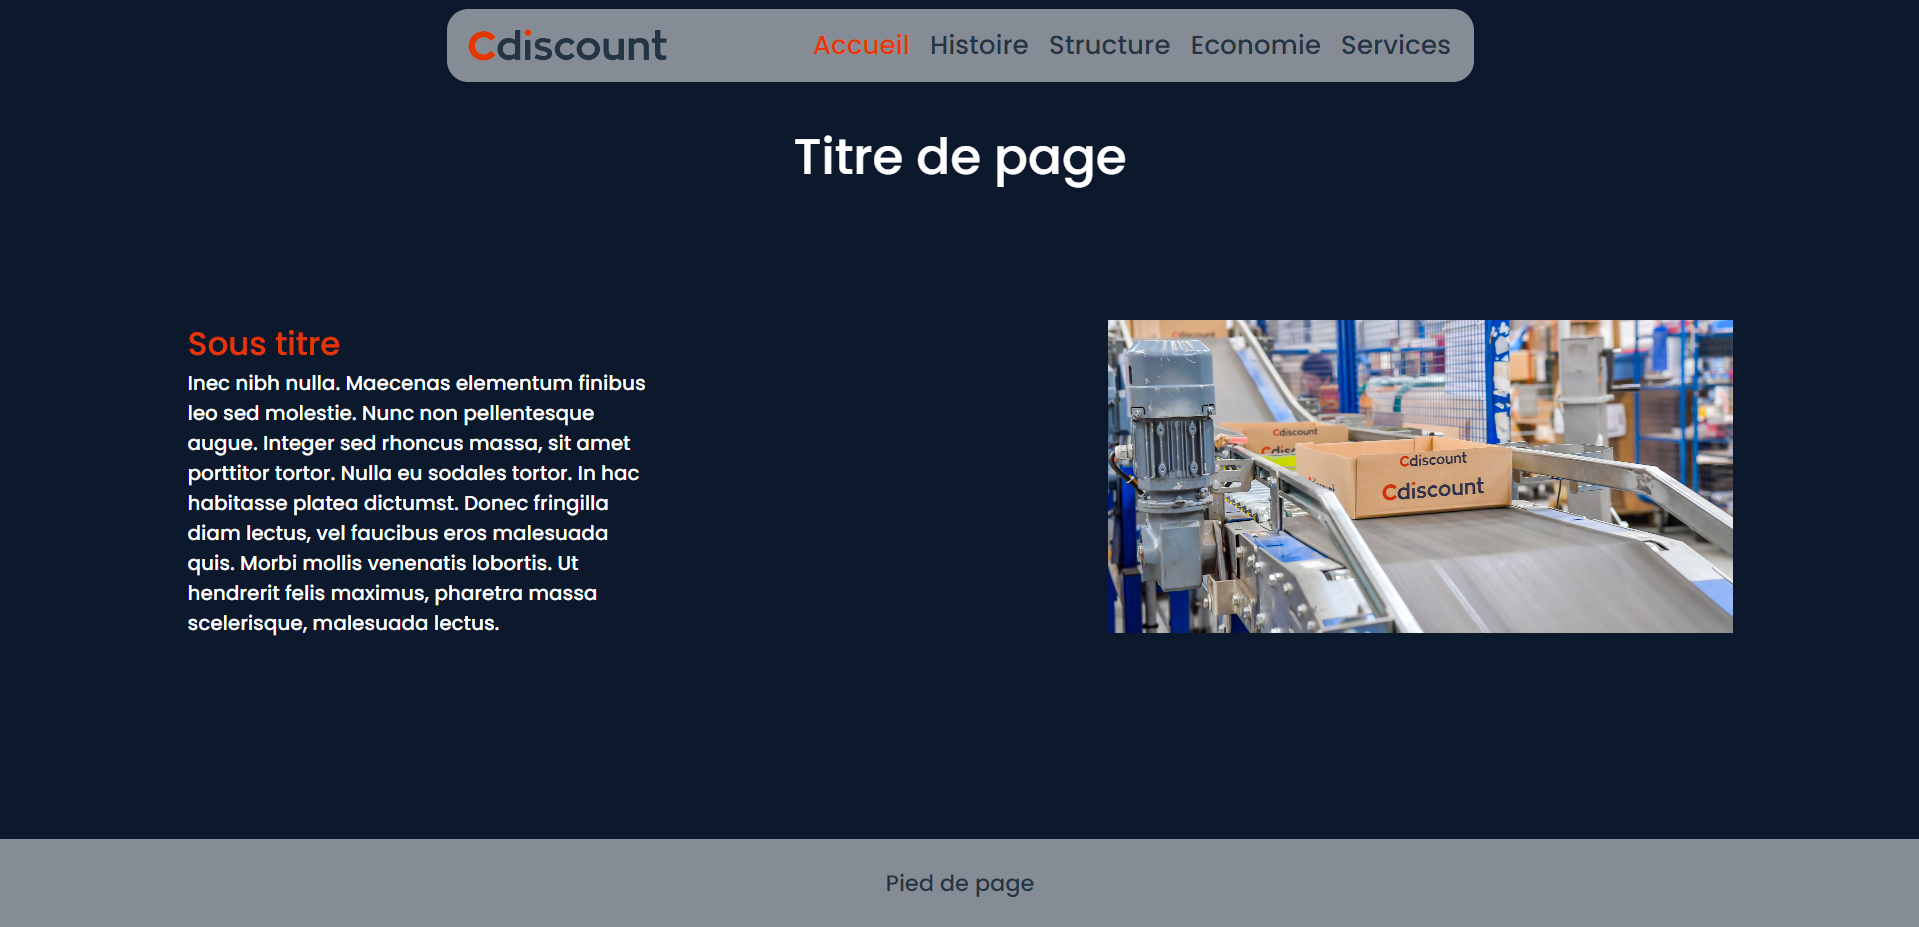 Cdiscount
Accueil Histoire Structure Economie Services
Titre de page
Sous titre
Inec nibh nulla. Maecenas elementum finibus
leo sed molestie. Nunc non pellentesque
augue. Integer sed rhoncus massa, sit amet
porttitor tortor. Nulla eu sodales tortor. In hac
habitasse platea dictumst. Donec fringilla
diam lectus, vel faucibus eros malesuada
quis. Morbi mollis venenatis lobortis. Ut
hendrerit felis maximus, pharetra massa
scelerisque, malesuada lectus.
Cdiscount
Cdiscount
Cdiscount
Cdiscount
Pied de page